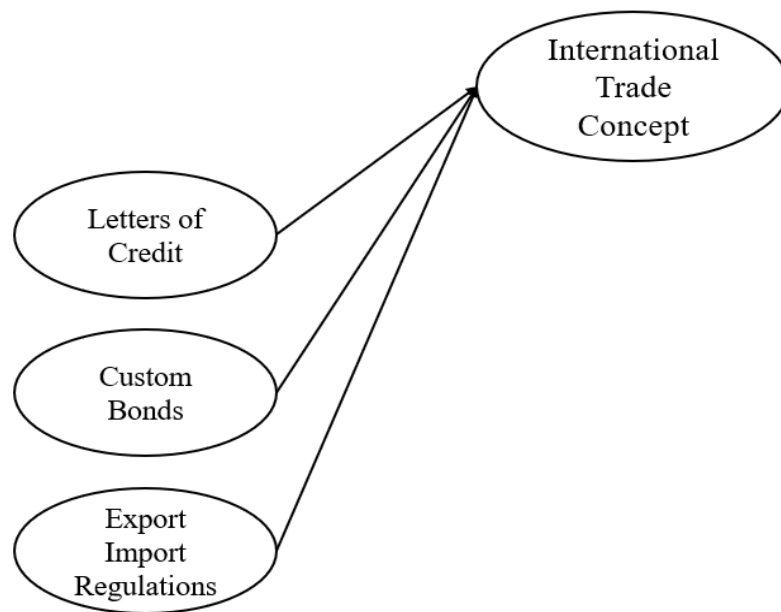 International
Trade
Concept
Letters of
Credit
Custom
Bonds
Export
Import
Regulations